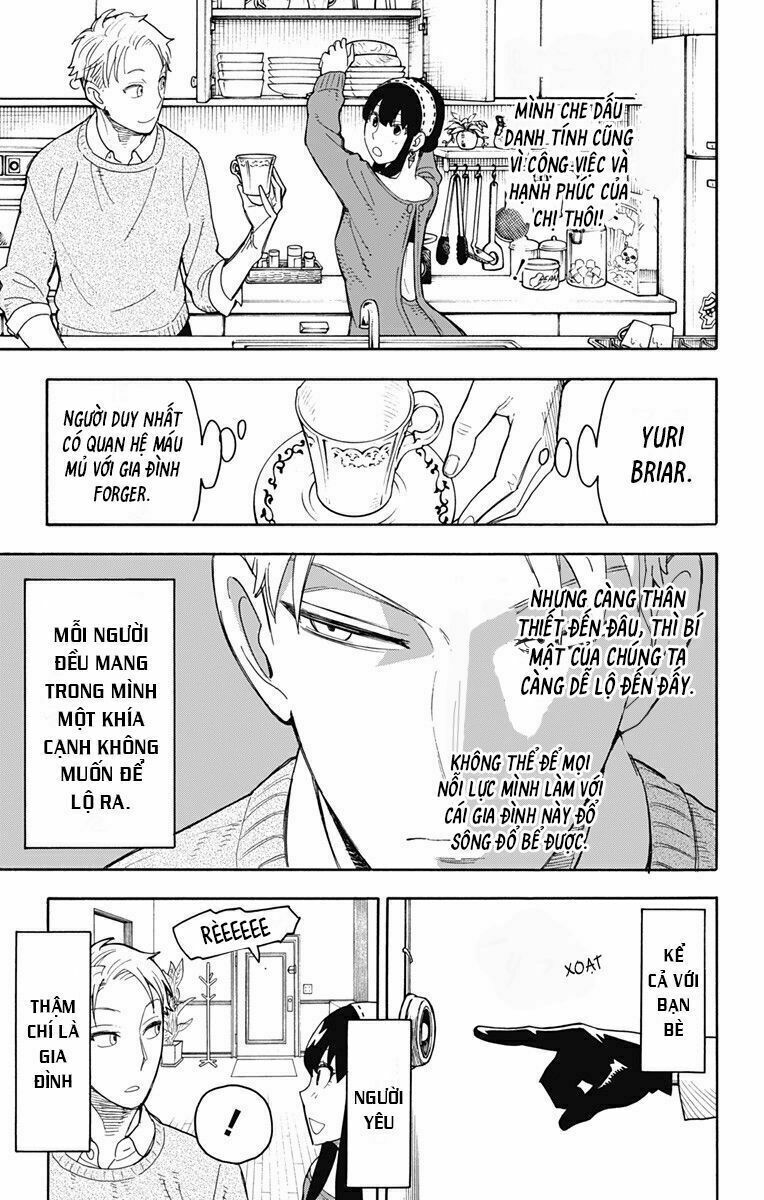 MÌNH CHE DẤU
DANH TÍNH CŨNG
VÌ CÔNG VIỆC VÀ
HẠNH PHÚC CỦA
CHỊ THÔI!
YURI
BRIAR.
NGƯỜI DUY NHẤT
CÓ QUAN HỆ MÁU
MỦ VỚI GIA ĐÌNH
FORGER.
NHƯNG CÀNG THÂN
THIẾT ĐẾN ĐÂU, THÌ BÍ
MẬT CỦA CHÚNG TA
CÀNG DỄ LỘ ĐẾN ĐẤY.
KHÔNG THỂ ĐỂ MỌI
NỖ LỰC MÌNH LÀM VỚI
CÁI GIA ĐÌNH NÀY ĐỔ
SÔNG ĐỔ BỂ ĐƯỢC!
MỖI NGƯỜI
ĐỀU MANG
TRONG MÌNH
MỘT KHÍA
CẠNH KHÔNG
MUỐN ĐỂ
LỘ RA.
KỂ
CẢ VỚI
BẠN
BÈ
XOẠT
NGƯỜI
YÊU
RÈEEEEE
!
THẬM
CHÍ LÀ
GIA
ĐÌNH